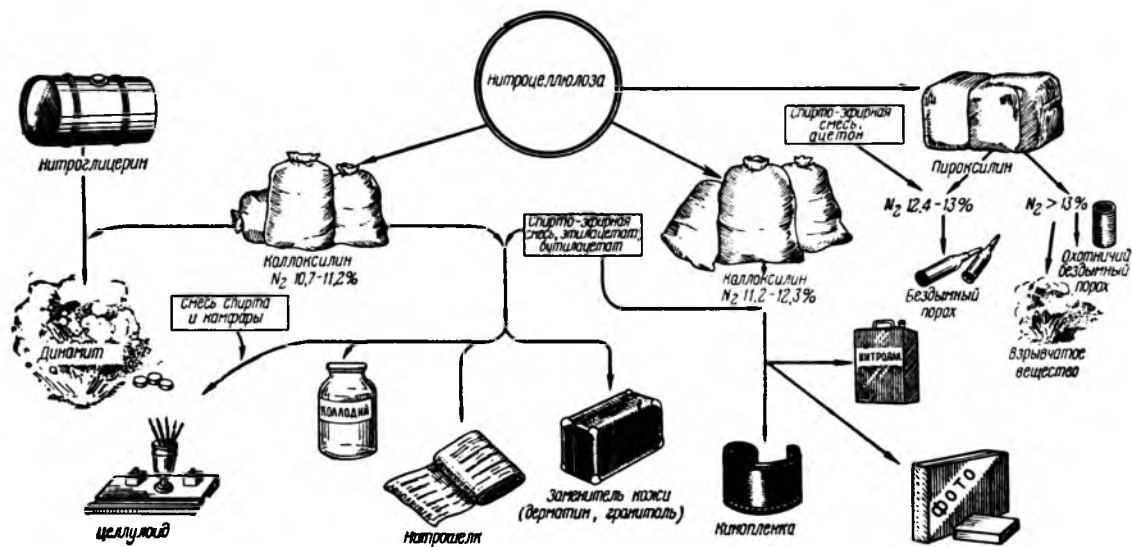 Нитроцеллюлоза
Нитроглицерин
Спирто-эфирная
смесь,
ацетон
Пироксилин
N₂ 12,4-13%
N₂ > 13%
Охотничий
бездымный
порох
Бездымный
порох
Взрывчатое
вещество
Коллоксилин
N₂ 10,7-11,2%
Спирто-эфирная
смесь, этилацетат,
бутилацетат
Коллоксилин
N₂ 11,2-12,3%
Смесь спирта
и камфары
Динамит
КОЛЛОДИЙ
НИТРОЛАК
Целлулоид
Нитрошелк
Заменитель кожи
(дерматин, граниталь)
Кинопленка
ФОТО